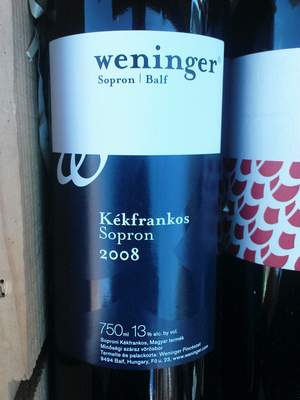 weninger
Sopron | Balf
Kékfrankos
Sopron
2008
750ml 13% alc. by vol.
Soproni Kékfrankos, Magyar termék
Minőségi száraz vörösbor
Termelte és palackozta: Weninger Pincészet
9494 Balf, Hungary, Fő u. 23, www.weninger.com